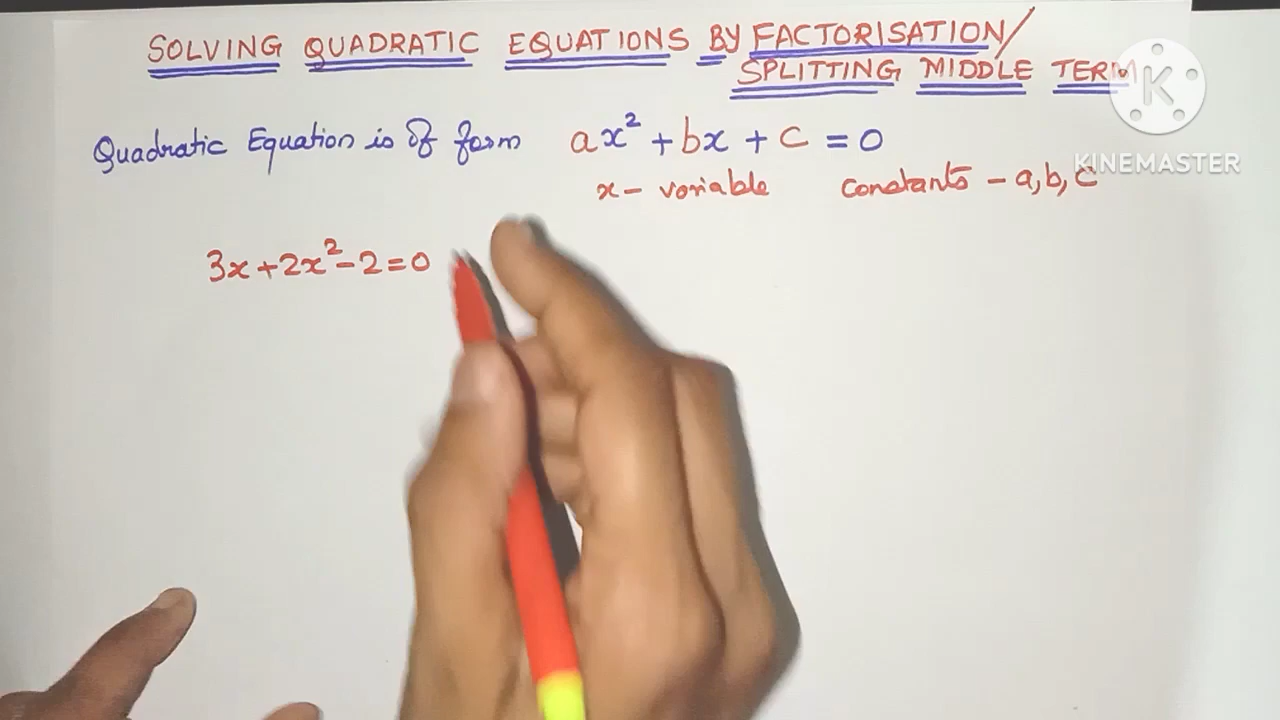 SOLVING QUADRATIC EQUATIONS BY FACTORISATION/
SPLITTING MIDDLE TERM
Quadratic Equation is of form ax² + bx + c = 0
x - variable constants - a, b, c
3x + 2x² - 2 = 0
K
KINEMASTER